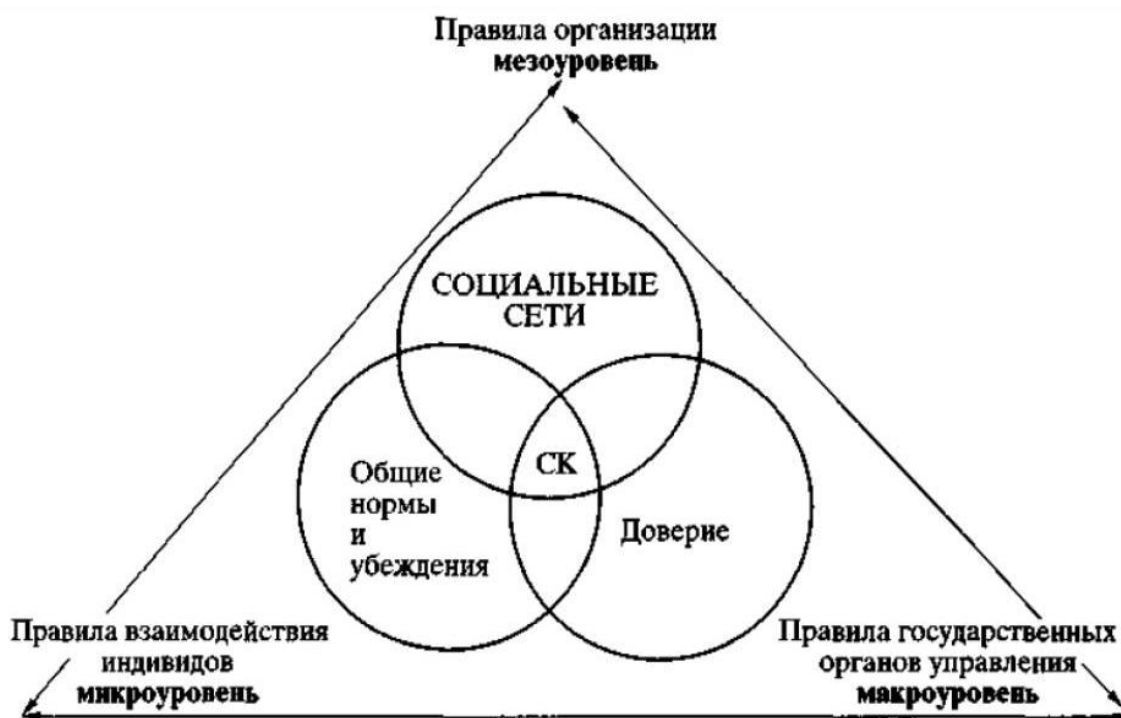 Правила организации
мезоуровень
СОЦИАЛЬНЫЕ
СЕТИ
СК
Общие
нормы
и
убеждения
Доверие
Правила взаимодействия
индивидов
микроуровень
Правила государственных
органов управления
макроуровень